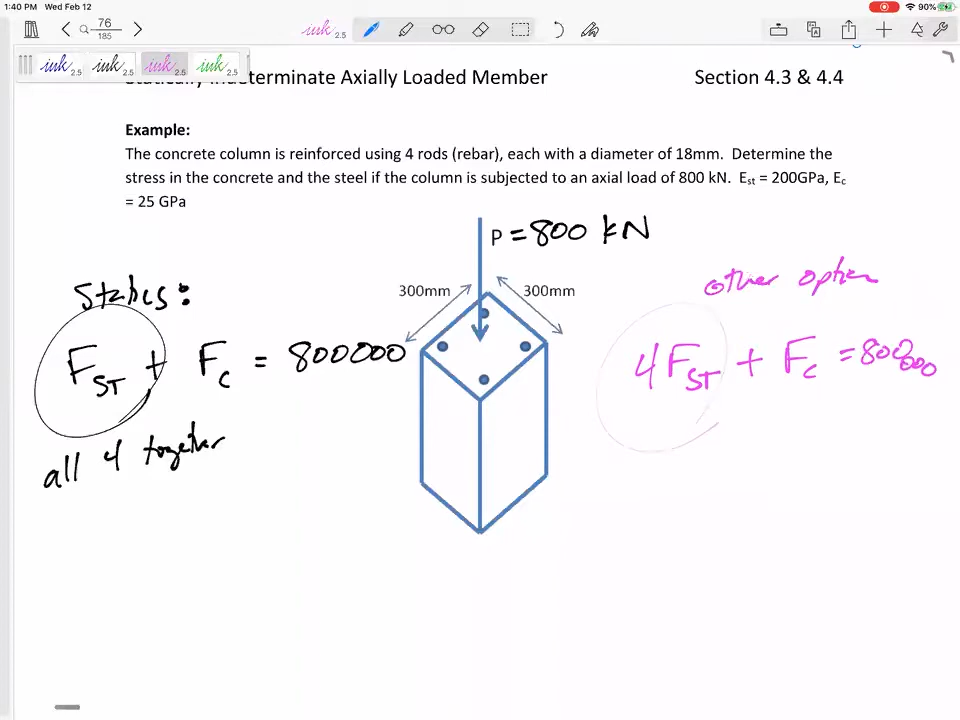 1:40 PM Wed Feb 12
90%
76
185
ink 2.5
ink 2.5 ink 2.5 ink 2.5 ink 2.5
Statically Indeterminate Axially Loaded Member Section 4.3 & 4.4
Example:
The concrete column is reinforced using 4 rods (rebar), each with a diameter of 18mm. Determine the
stress in the concrete and the steel if the column is subjected to an axial load of 800 kN. Est = 200GPa, Ec
= 25 GPa
P = 800 kN
Statics:
300mm 300mm
other option
FST + FC = 800000
4FST + FC = 800000
all 4 together